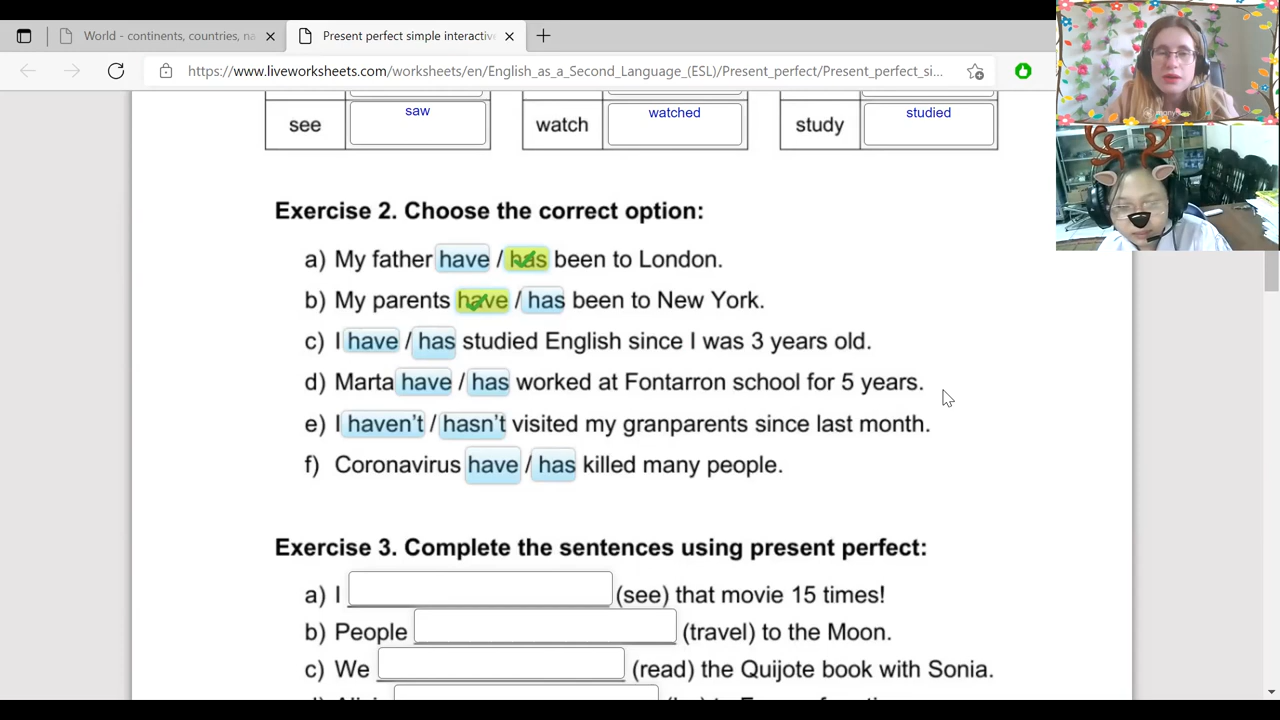 World - continents, countries, na
Present perfect simple interactive
https://www.liveworksheets.com/worksheets/en/English_as_a_Second_Language_(ESL)/Present_perfect/Present_perfect_si...
see saw watch watched study studied
Exercise 2. Choose the correct option:
a) My father have / has been to London.
b) My parents have / has been to New York.
c) I have / has studied English since I was 3 years old.
d) Marta have / has worked at Fontarron school for 5 years.
e) I haven't / hasn't visited my granparents since last month.
f) Coronavirus have / has killed many people.
Exercise 3. Complete the sentences using present perfect:
a) I (see) that movie 15 times!
b) People (travel) to the Moon.
c) We (read) the Quijote book with Sonia.